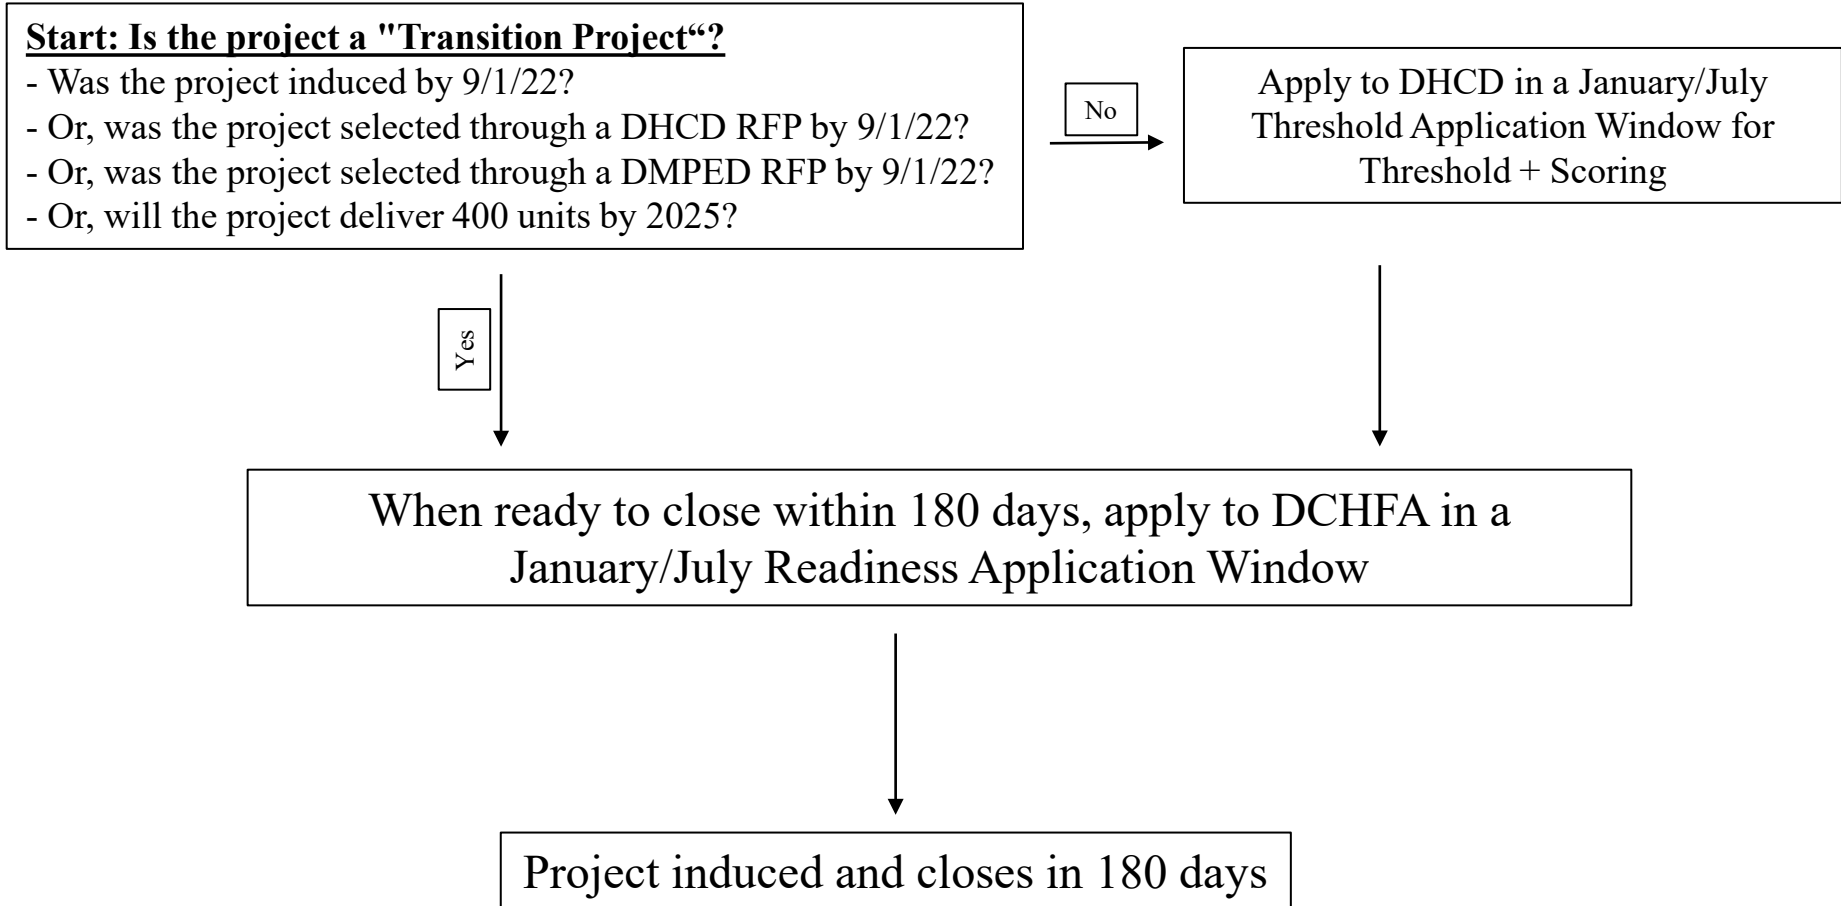 Start: Is the project a "Transition Project“?
- Was the project induced by 9/1/22?
- Or, was the project selected through a DHCD RFP by 9/1/22?
- Or, was the project selected through a DMPED RFP by 9/1/22?
- Or, will the project deliver 400 units by 2025?
No
Apply to DHCD in a January/July
Threshold Application Window for
Threshold + Scoring
Yes
When ready to close within 180 days, apply to DCHFA in a
January/July Readiness Application Window
Project induced and closes in 180 days